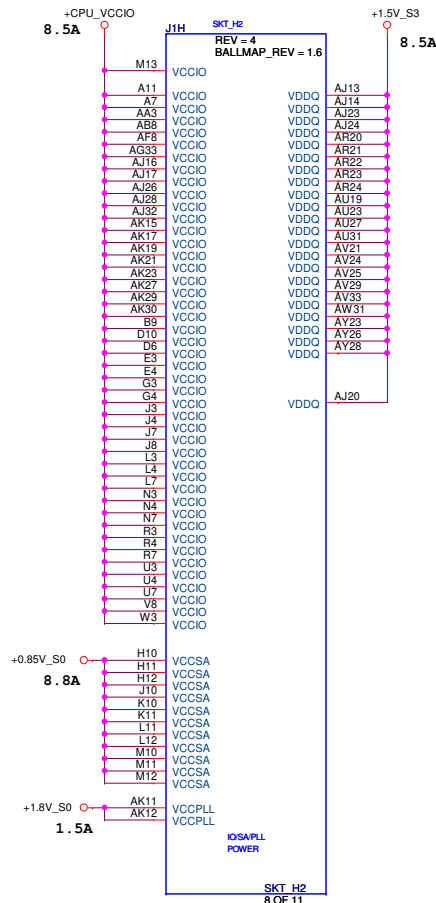 +CPU_VCCIO
8.5A
J1H
SKT_H2
REV = 4
BALLMAP_REV = 1.6
+1.5V_S3
8.5A
M13 VCCIO
A11 VCCIO VDDQ AJ13
A7 VCCIO VDDQ AJ14
AA3 VCCIO VDDQ AJ23
AB8 VCCIO VDDQ AJ24
AF8 VCCIO VDDQ AR20
AG33 VCCIO VDDQ AR21
AJ16 VCCIO VDDQ AR22
AJ17 VCCIO VDDQ AR23
AJ26 VCCIO VDDQ AR24
AJ28 VCCIO VDDQ AU19
AJ32 VCCIO VDDQ AU23
AK15 VCCIO VDDQ AU27
AK17 VCCIO VDDQ AU31
AK19 VCCIO VDDQ AV21
AK21 VCCIO VDDQ AV24
AK23 VCCIO VDDQ AV25
AK27 VCCIO VDDQ AV29
AK29 VCCIO VDDQ AV33
AK30 VCCIO VDDQ AW31
B9 VCCIO VDDQ AY23
D10 VCCIO VDDQ AY26
D6 VCCIO VDDQ AY28
E3 VCCIO
E4 VCCIO
G3 VCCIO
G4 VCCIO VDDQ AJ20
J3 VCCIO
J4 VCCIO
J7 VCCIO
J8 VCCIO
L3 VCCIO
L4 VCCIO
L7 VCCIO
N3 VCCIO
N4 VCCIO
N7 VCCIO
R3 VCCIO
R4 VCCIO
R7 VCCIO
U3 VCCIO
U4 VCCIO
U7 VCCIO
V8 VCCIO
W3 VCCIO
+0.85V_S0
8.8A
H10 VCCSA
H11 VCCSA
H12 VCCSA
J10 VCCSA
K10 VCCSA
K11 VCCSA
L11 VCCSA
L12 VCCSA
M10 VCCSA
M11 VCCSA
M12 VCCSA
+1.8V_S0
1.5A
AK11 VCCPLL
AK12 VCCPLL
IO/SA/PLL
POWER
SKT_H2
8 OF 11